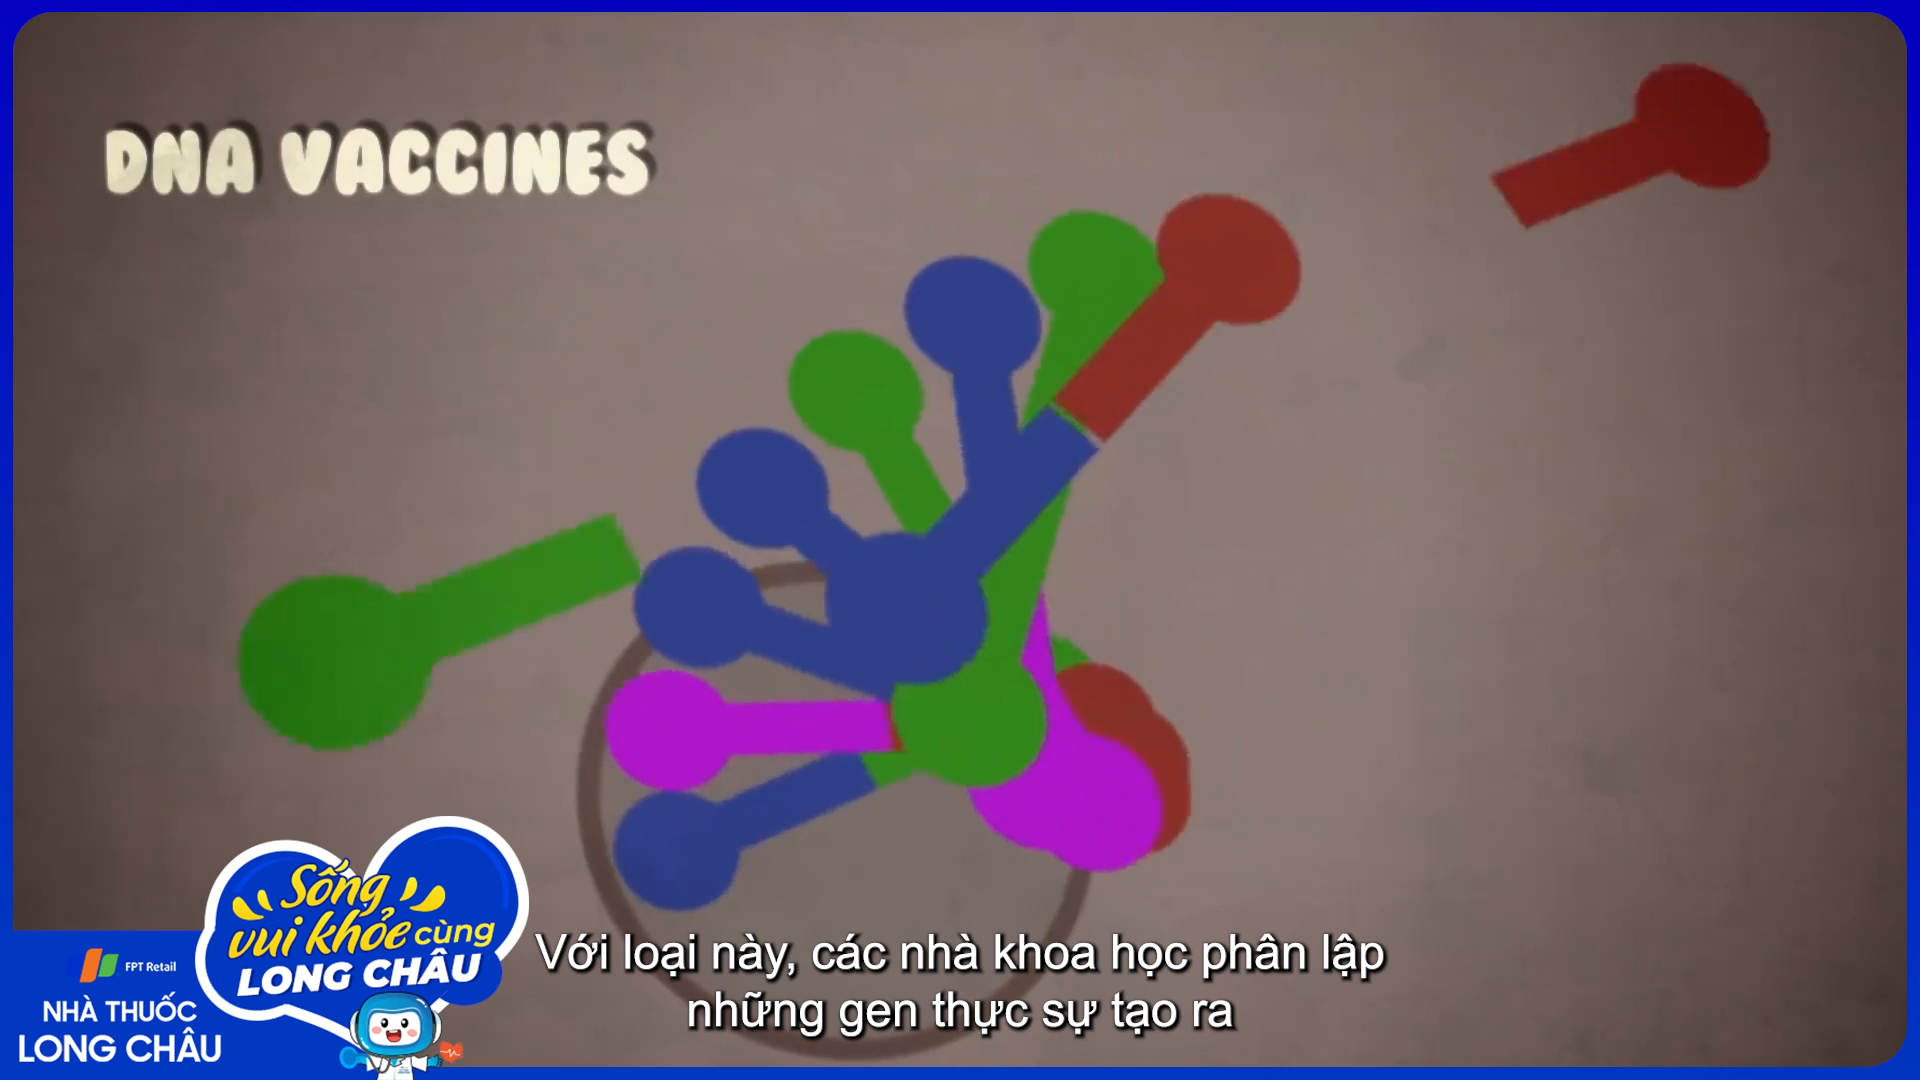 DNA VACCINES
Sống
vui khỏe cùng
LONG CHÂU
FPT Retail
NHÀ THUỐC
LONG CHÂU
Với loại này, các nhà khoa học phân lập
những gen thực sự tạo ra